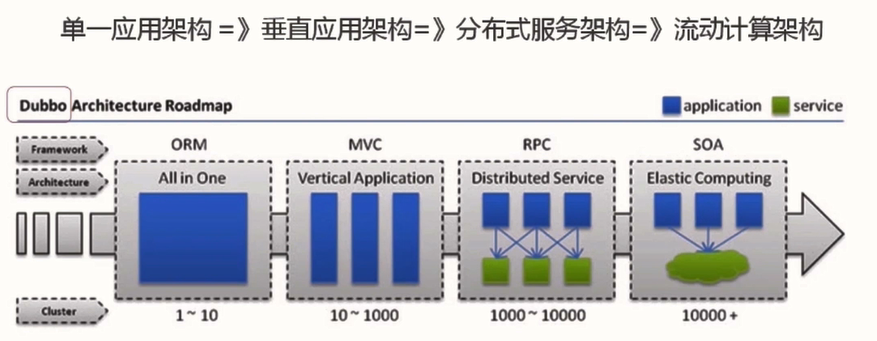 单一应用架构 =》垂直应用架构=》分布式服务架构=》流动计算架构
Dubbo Architecture Roadmap
application service
Framework
ORM MVC RPC SOA
Architecture
All in One Vertical Application Distributed Service Elastic Computing
Cluster
1 ~ 10 10 ~ 1000 1000 ~ 10000 10000 +